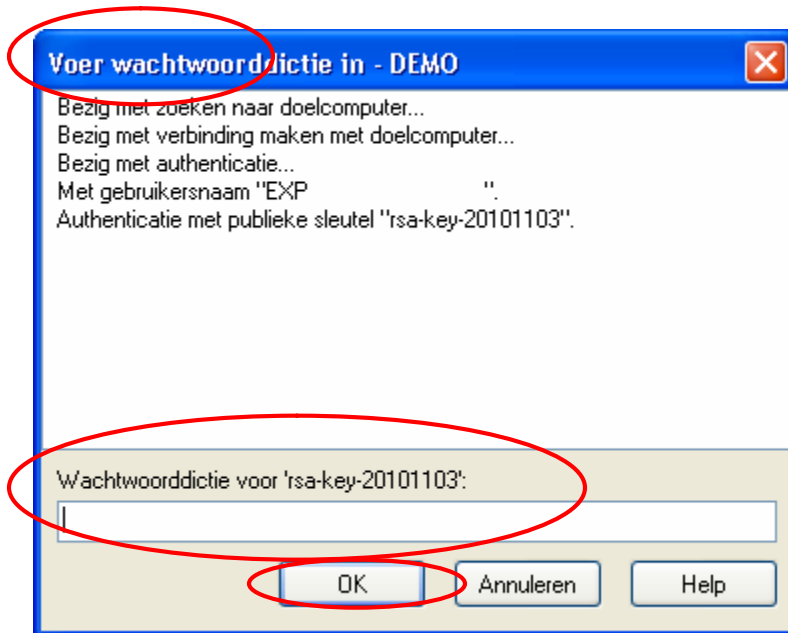 Voer wachtwoorddictie in - DEMO
Bezig met zoeken naar doelcomputer...
Bezig met verbinding maken met doelcomputer...
Bezig met authenticatie...
Met gebruikersnaam "EXP                    ".
Authenticatie met publieke sleutel "rsa-key-20101103".
Wachtwoorddictie voor 'rsa-key-20101103':
OK Annuleren Help